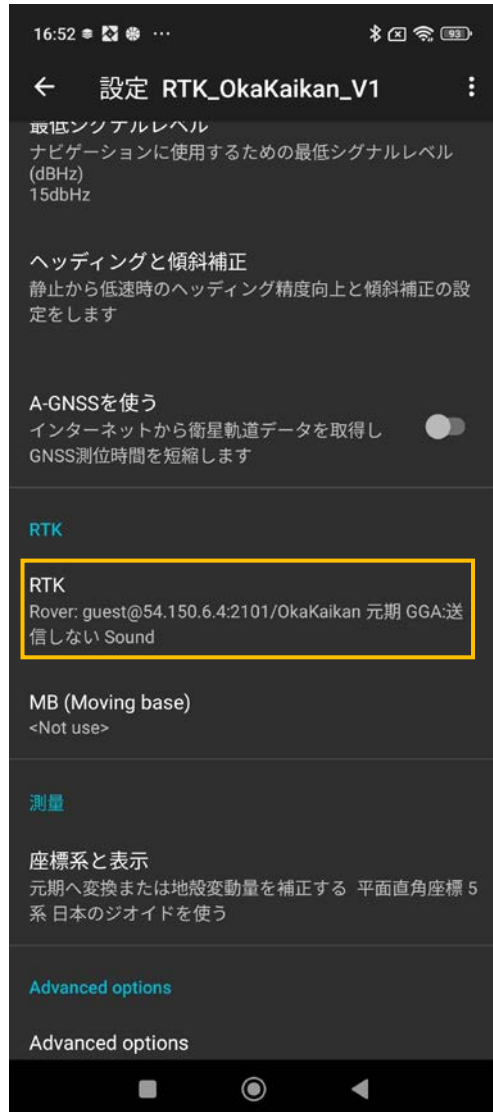 16:52 ···
93
設定 RTK_OkaKaikan_V1
最低シグナルレベル
ナビゲーションに使用するための最低シグナルレベル
(dBHz)
15dbHz
ヘッディングと傾斜補正
静止から低速時のヘッディング精度向上と傾斜補正の設
定をします
A-GNSSを使う
インターネットから衛星軌道データを取得し
GNSS測位時間を短縮します
RTK
RTK
Rover: guest@54.150.6.4:2101/OkaKaikan 元期 GGA:送
信しない Sound
MB (Moving base)
<Not use>
測量
座標系と表示
元期へ変換または地殻変動量を補正する 平面直角座標 5
系 日本のジオイドを使う
Advanced options
Advanced options